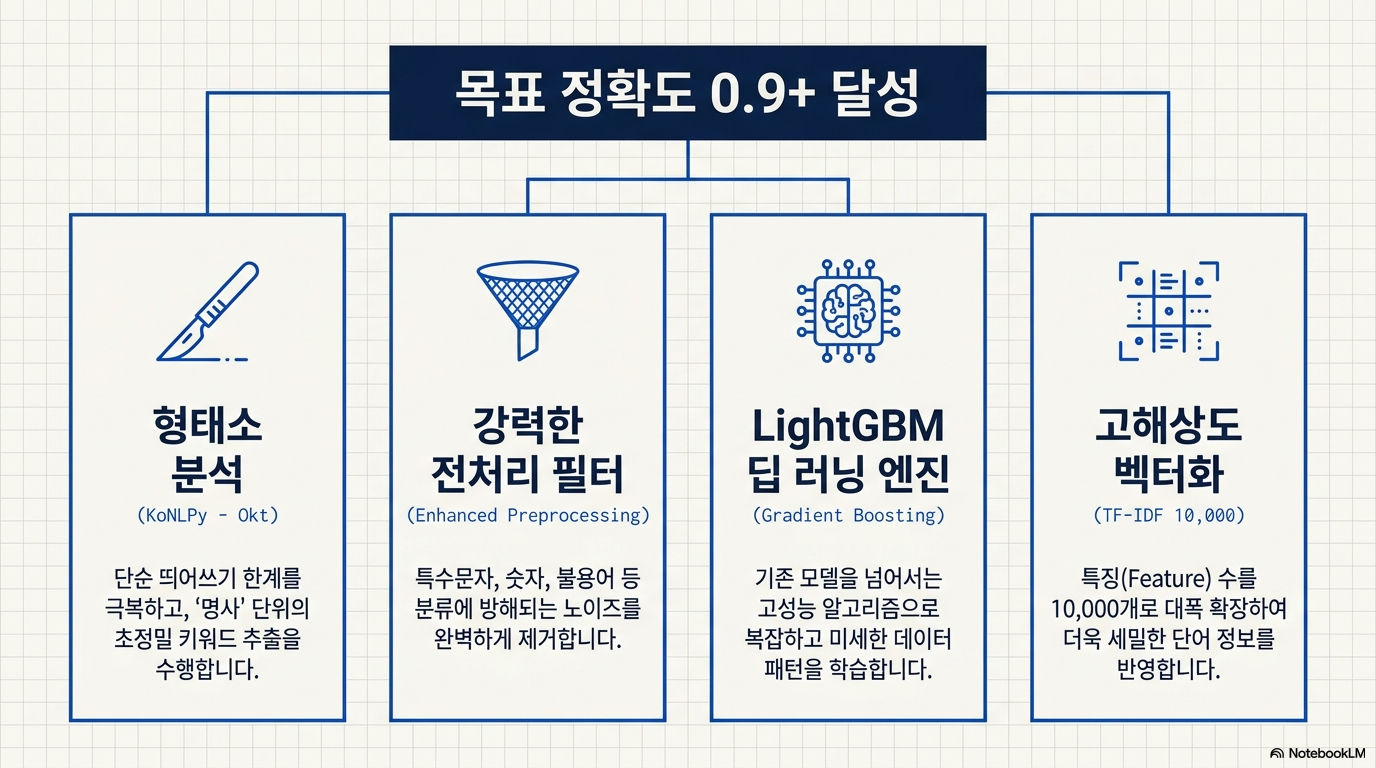 목표 정확도 0.9+ 달성
형태소
분석
(KoNLPy - Okt)
단순 띄어쓰기 한계를
극복하고, ‘명사’ 단위의
초정밀 키워드 추출을
수행합니다.
강력한
전처리 필터
(Enhanced Preprocessing)
특수문자, 숫자, 불용어 등
분류에 방해되는 노이즈를
완벽하게 제거합니다.
LightGBM
딥 러닝 엔진
(Gradient Boosting)
기존 모델을 넘어서는
고성능 알고리즘으로
복잡하고 미세한 데이터
패턴을 학습합니다.
고해상도
벡터화
(TF-IDF 10,000)
특징(Feature) 수를
10,000개로 대폭 확장하여
더욱 세밀한 단어 정보를
반영합니다.
NotebookLM